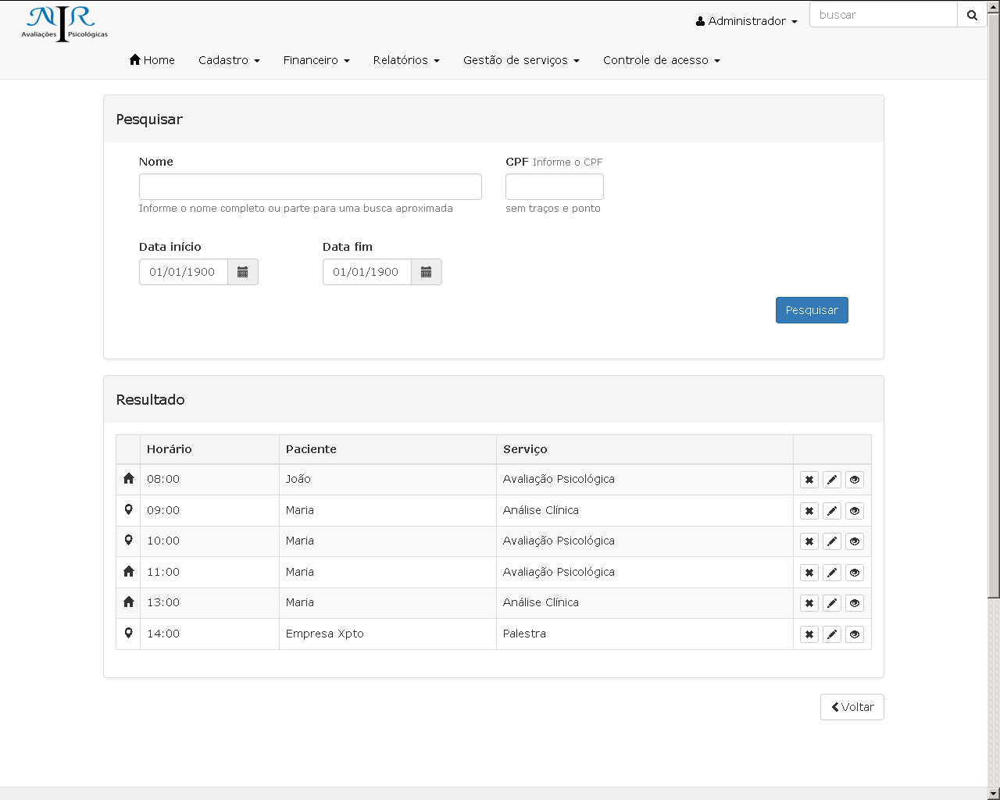 NIR
Avaliações Psicológicas
Administrador
buscar
Home Cadastro Financeiro Relatórios Gestão de serviços Controle de acesso
Pesquisar
Nome
CPF Informe o CPF
Informe o nome completo ou parte para uma busca aproximada
sem traços e ponto
Data início
Data fim
01/01/1900
01/01/1900
Pesquisar
Resultado
Horário Paciente Serviço
08:00 João Avaliação Psicológica
09:00 Maria Análise Clínica
10:00 Maria Avaliação Psicológica
11:00 Maria Avaliação Psicológica
13:00 Maria Análise Clínica
14:00 Empresa Xpto Palestra
Voltar